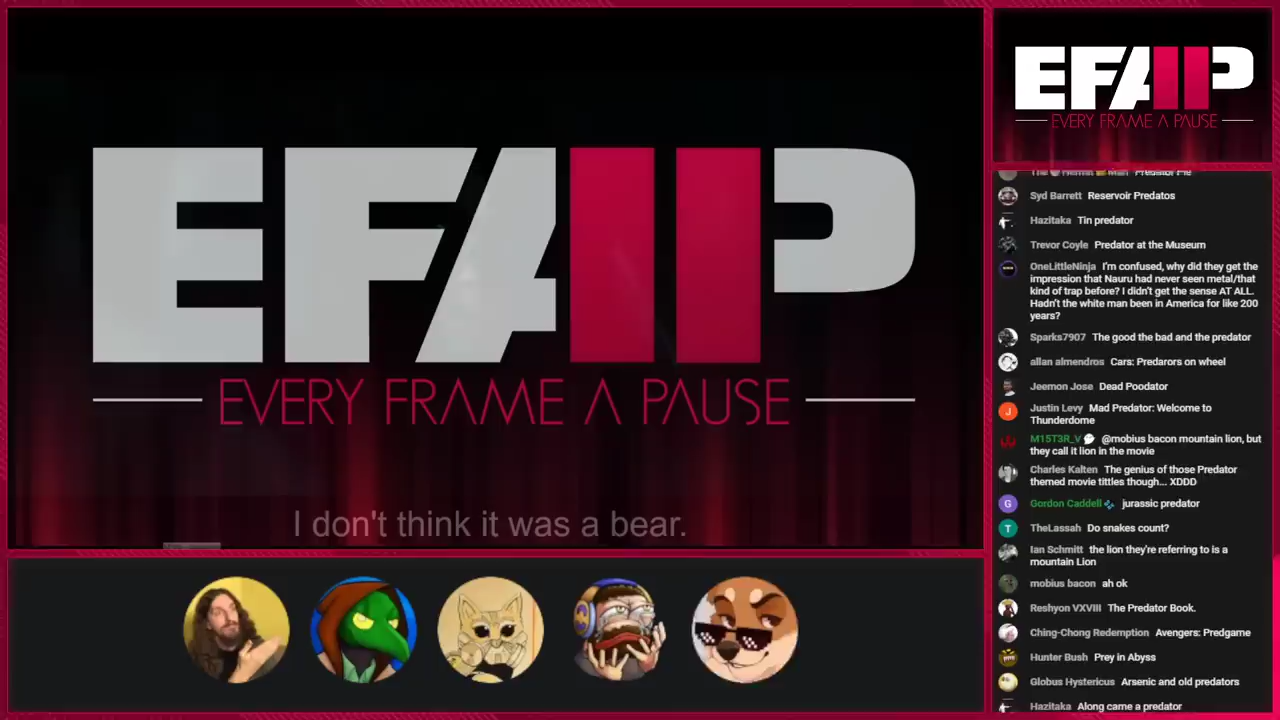 EFAP
EVERY FRAME A PAUSE
I don't think it was a bear.
EFAP
EVERY FRAME A PAUSE
Syd Barrett Reservoir Predatos
Hazitaka Tin predator
Trevor Coyle Predator at the Museum
OneLittleNinja I'm confused, why did they get the
impression that Nauru had never seen metal/that
kind of trap before? I didn't get the sense AT ALL.
Hadn't the white man been in America for like 200
years?
Sparks7907 The good the bad and the predator
allan almendros Cars: Predarors on wheel
Jeemon Jose Dead Poodator
Justin Levy Mad Predator: Welcome to
Thunderdome
M15T3R_V @mobius bacon mountain lion, but
they call it lion in the movie
Charles Kalten The genius of those Predator
themed movie tittles though... XDDD
Gordon Caddell jurassic predator
TheLassah Do snakes count?
Ian Schmitt the lion they're referring to is a
mountain Lion
mobius bacon ah ok
Reshyon VXVIII The Predator Book.
Ching-Chong Redemption Avengers: Predgame
Hunter Bush Prey in Abyss
Globus Hystericus Arsenic and old predators
Hazitaka Along came a predator